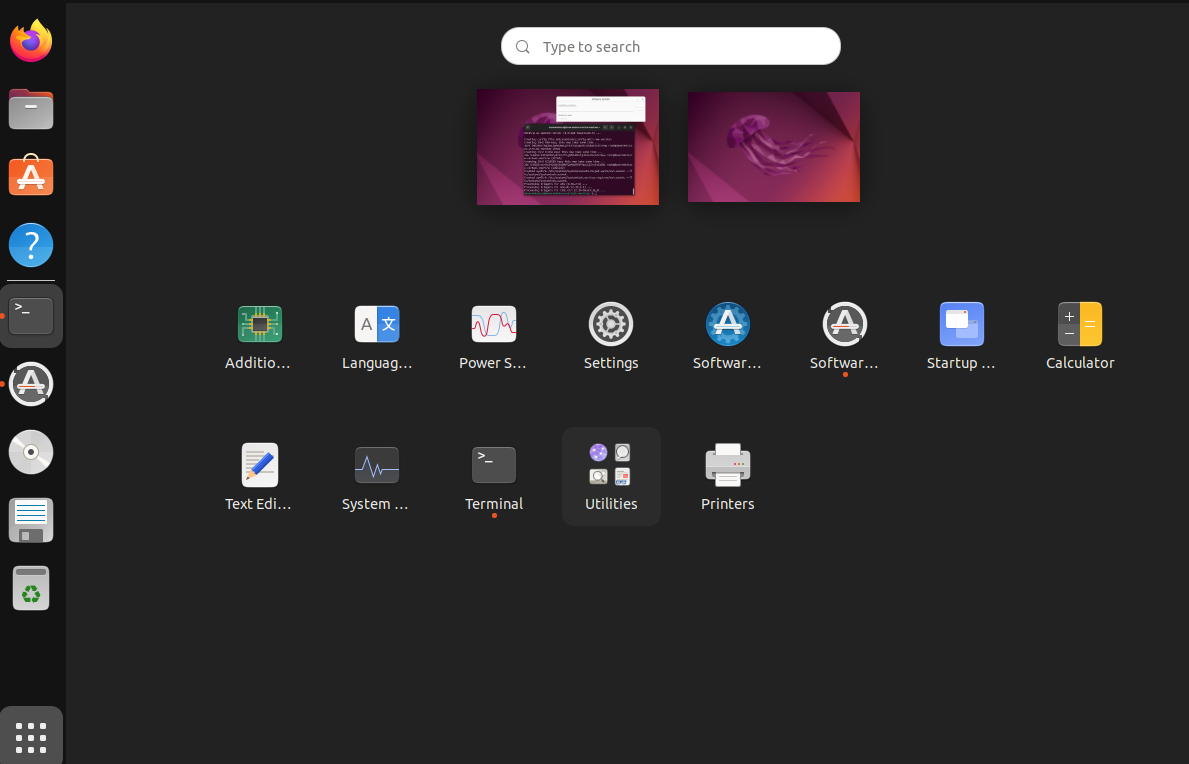 Type to search
Additio...
Languag...
Power S...
Settings
Softwar...
Softwar...
Startup ...
Calculator
Text Edi...
System ...
Terminal
Utilities
Printers